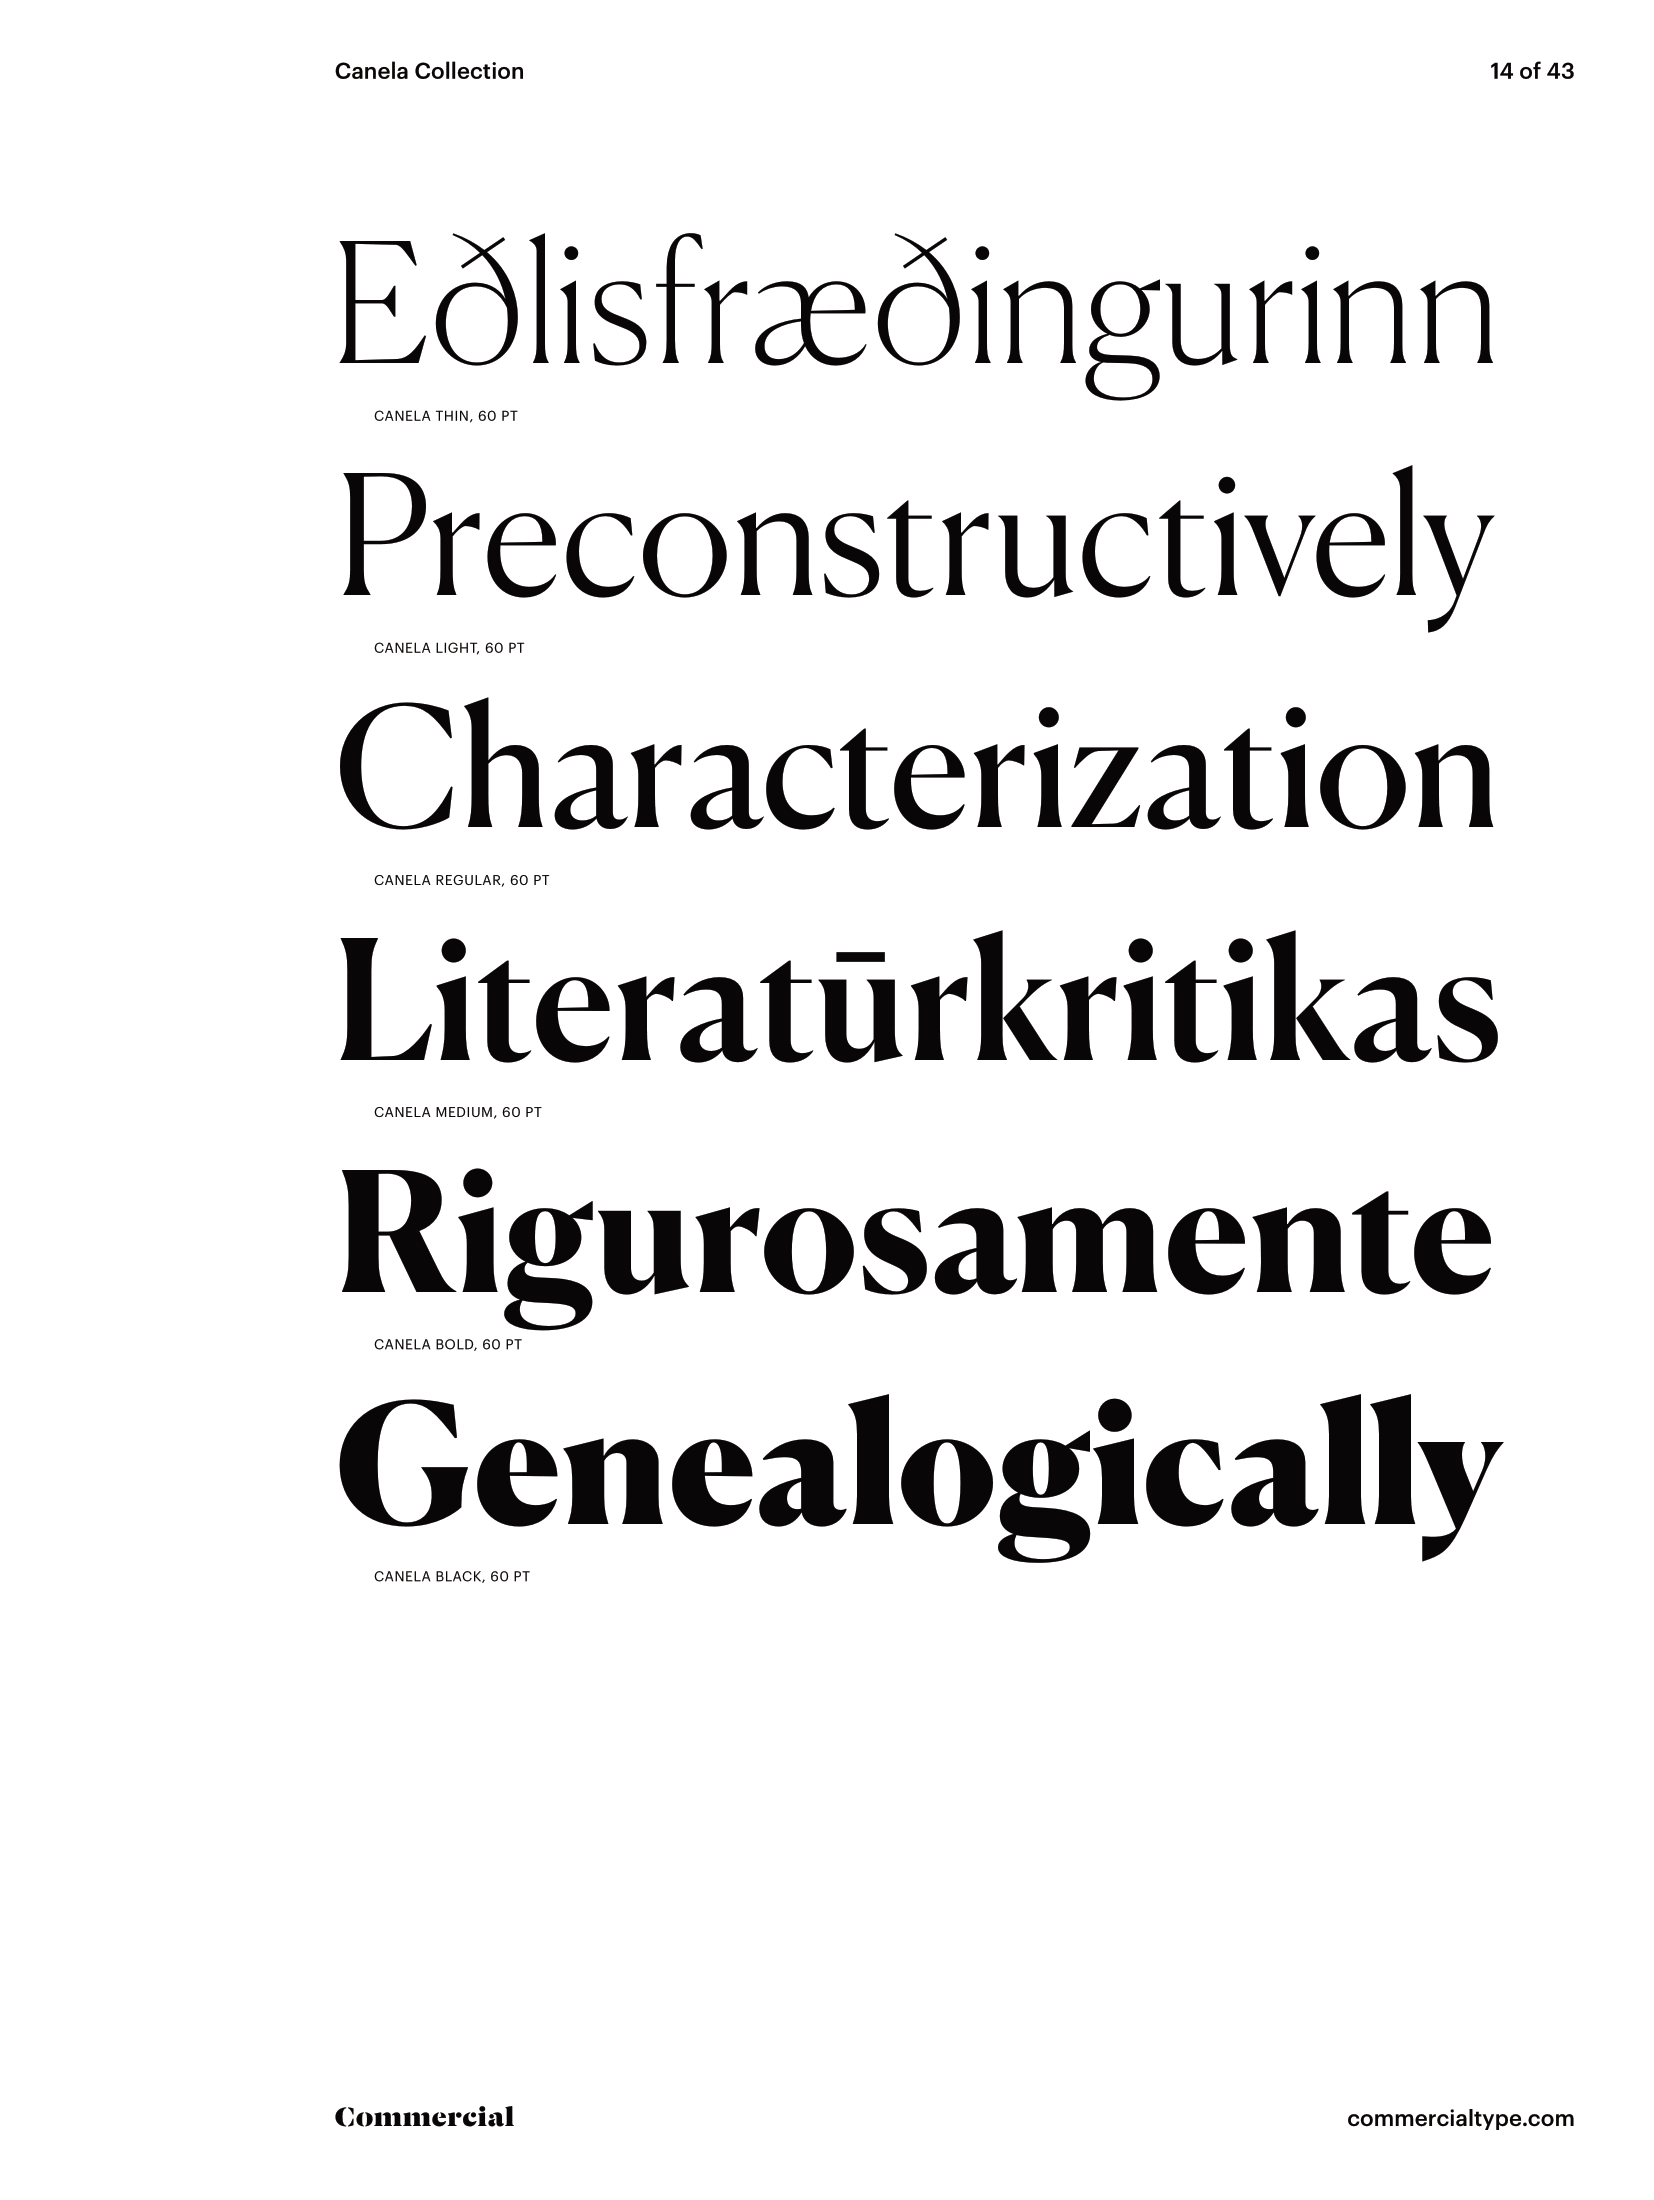 Canela Collection
14 of 43
Eðlisfræðingurinn
CANELA THIN, 60 PT
Preconstructively
CANELA LIGHT, 60 PT
Characterization
CANELA REGULAR, 60 PT
Literatūrkritikas
CANELA MEDIUM, 60 PT
Rigurosamente
CANELA BOLD, 60 PT
Genealogically
CANELA BLACK, 60 PT
Commercial
commercialtype.com